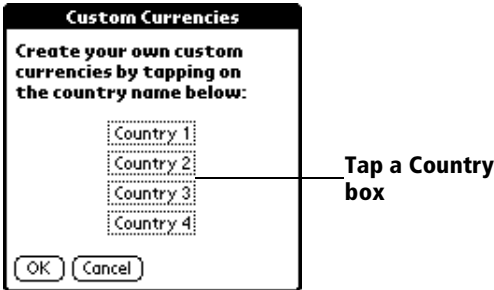 Custom Currencies
Create your own custom
currencies by tapping on
the country name below:
Country 1
Country 2
Country 3
Country 4
Tap a Country
box
OK
Cancel